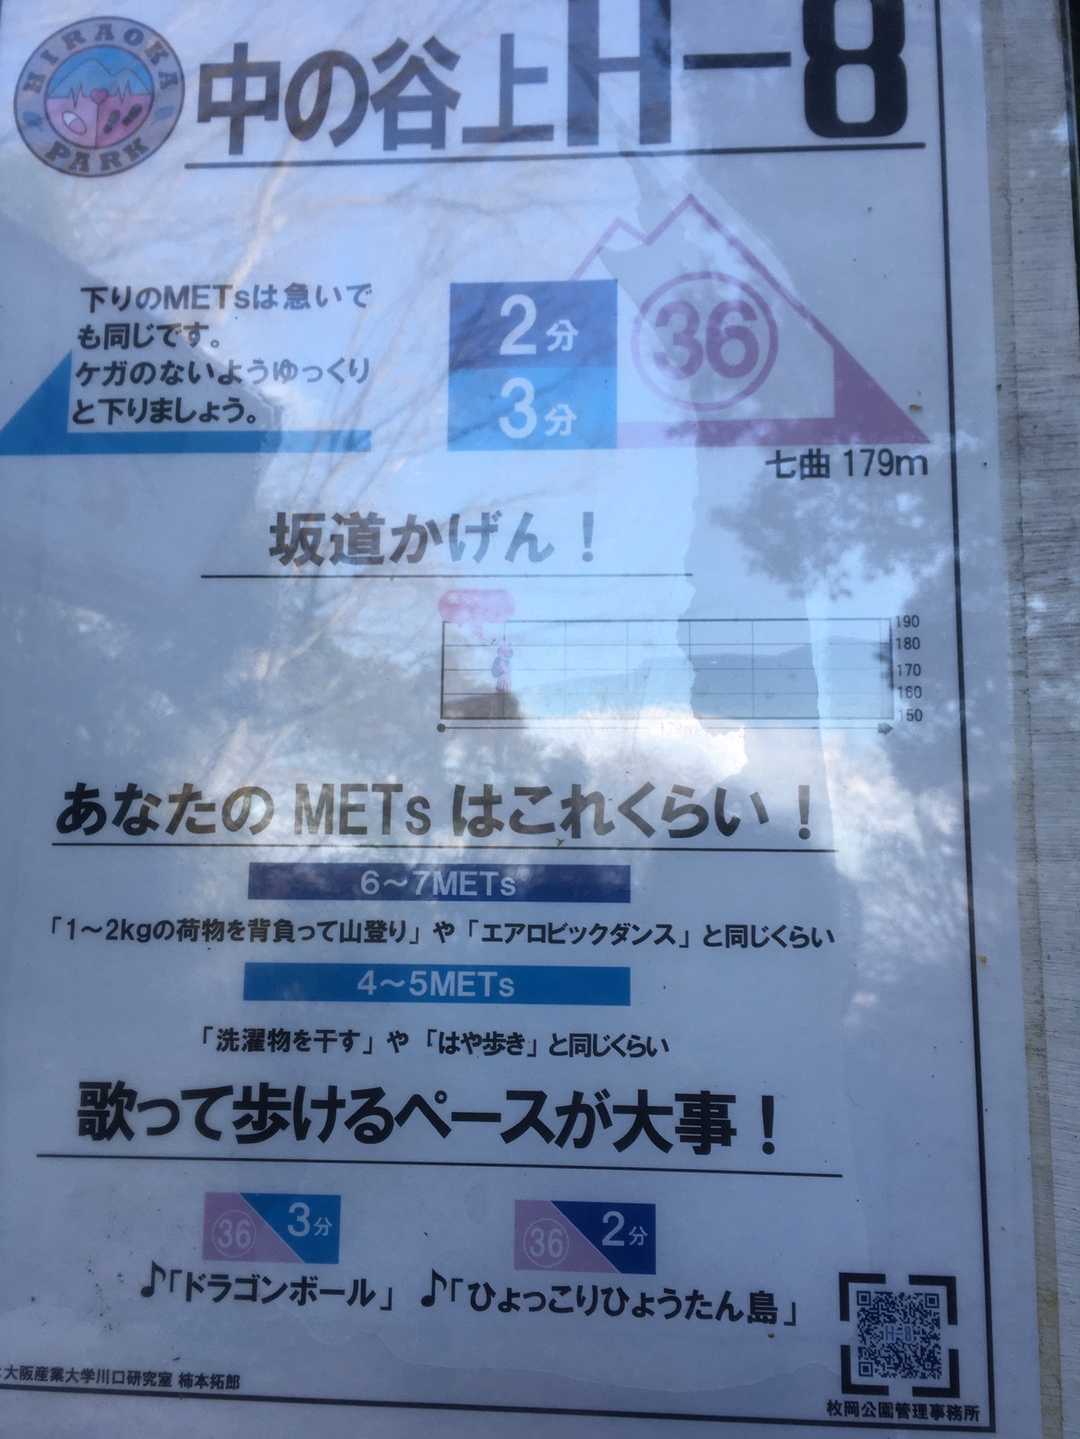 HIRAOKA PARK
中の谷上 H-8
下りのMETsは急いで
も同じです。
ケガのないようゆっくり
と下りましょう。
2分
3分
36
七曲 179m
坂道かげん！
190
180
170
160
150
あなたの METs はこれくらい！
6～7METs
「1～2kgの荷物を背負って山登り」や「エアロビックダンス」と同じくらい
4～5METs
「洗濯物を干す」や「はや歩き」と同じくらい
歌って歩けるペースが大事！
36 3分
36 2分
♪「ドラゴンボール」 ♪「ひょっこりひょうたん島」
H-8
大阪産業大学川口研究室 柿本拓郎
枚岡公園管理事務所